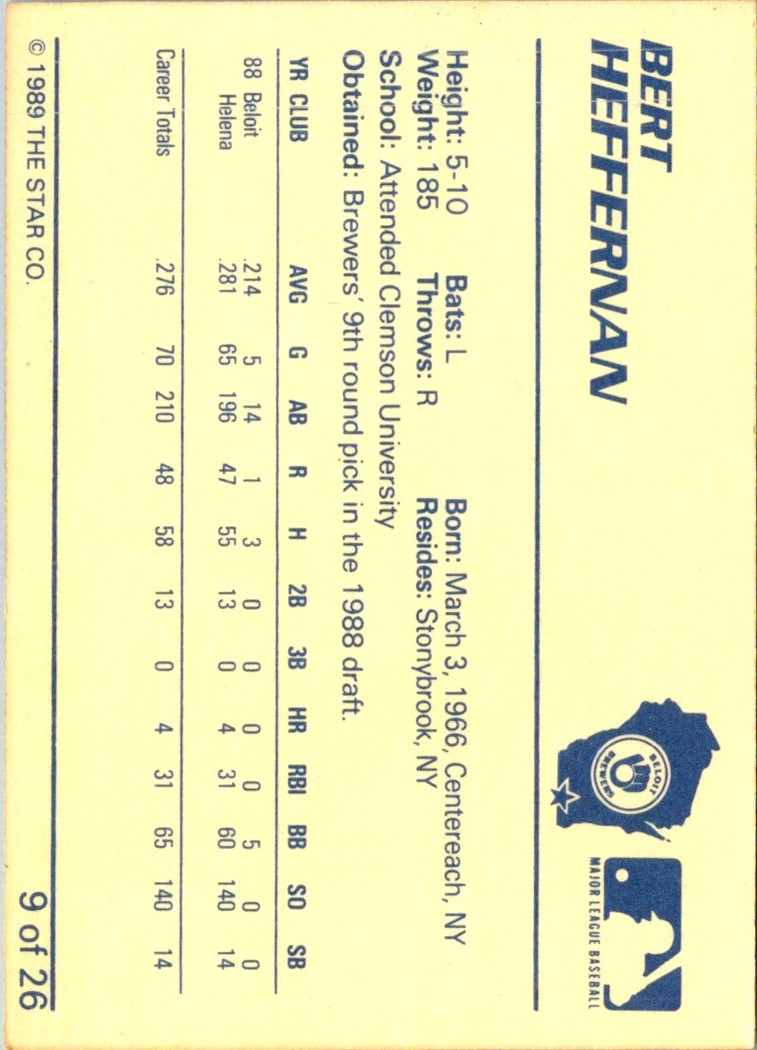 BERT
HEFFERNAN
BELOIT
BREWERS
MAJOR LEAGUE BASEBALL
Height: 5-10 Bats: L Born: March 3, 1966, Centereach, NY
Weight: 185 Throws: R Resides: Stonybrook, NY
School: Attended Clemson University
Obtained: Brewers' 9th round pick in the 1988 draft.
YR CLUB AVG G AB R H 2B 3B HR RBI BB SO SB
88 Beloit .214 5 14 1 3 0 0 0 0 5 0 0
Helena .281 65 196 47 55 13 0 4 31 60 140 14
Career Totals .276 70 210 48 58 13 0 4 31 65 140 14
© 1989 THE STAR CO. 9 of 26